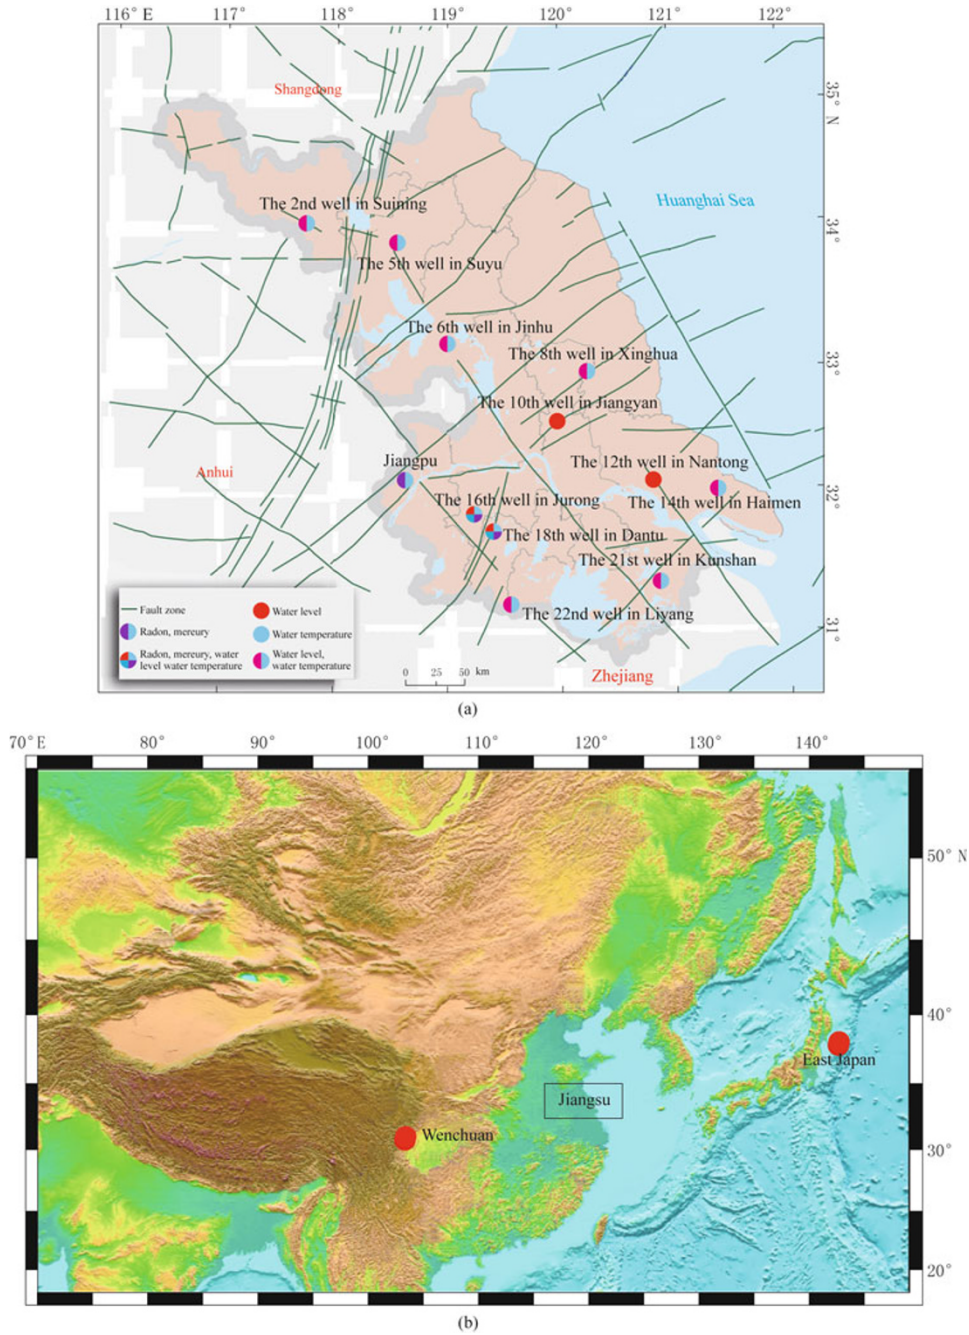 116° E 117° 118° 119° 120° 121° 122°
35° N
Shangdong
Huanghai Sea
The 2nd well in Suining
34°
The 5th well in Suyu
The 6th well in Jinhu
The 8th well in Xinghua
33°
The 10th well in Jiangyan
Jiangpu
The 12th well in Nantong
Anhui
32°
The 16th well in Jurong
The 14th well in Haimen
The 18th well in Dantu
The 21st well in Kunshan
The 22nd well in Liyang
31°
Fault zone
Water level
Radon, mereury
Water temperature
Radon, mereury, water
level water temperature
Water level,
water temperature
0 25 50 km
Zhejiang
(a)
70°E 80° 90° 100° 110° 120° 130° 140°
50° N
40°
East Japan
Jiangsu
Wenchuan
30°
20°
(b)